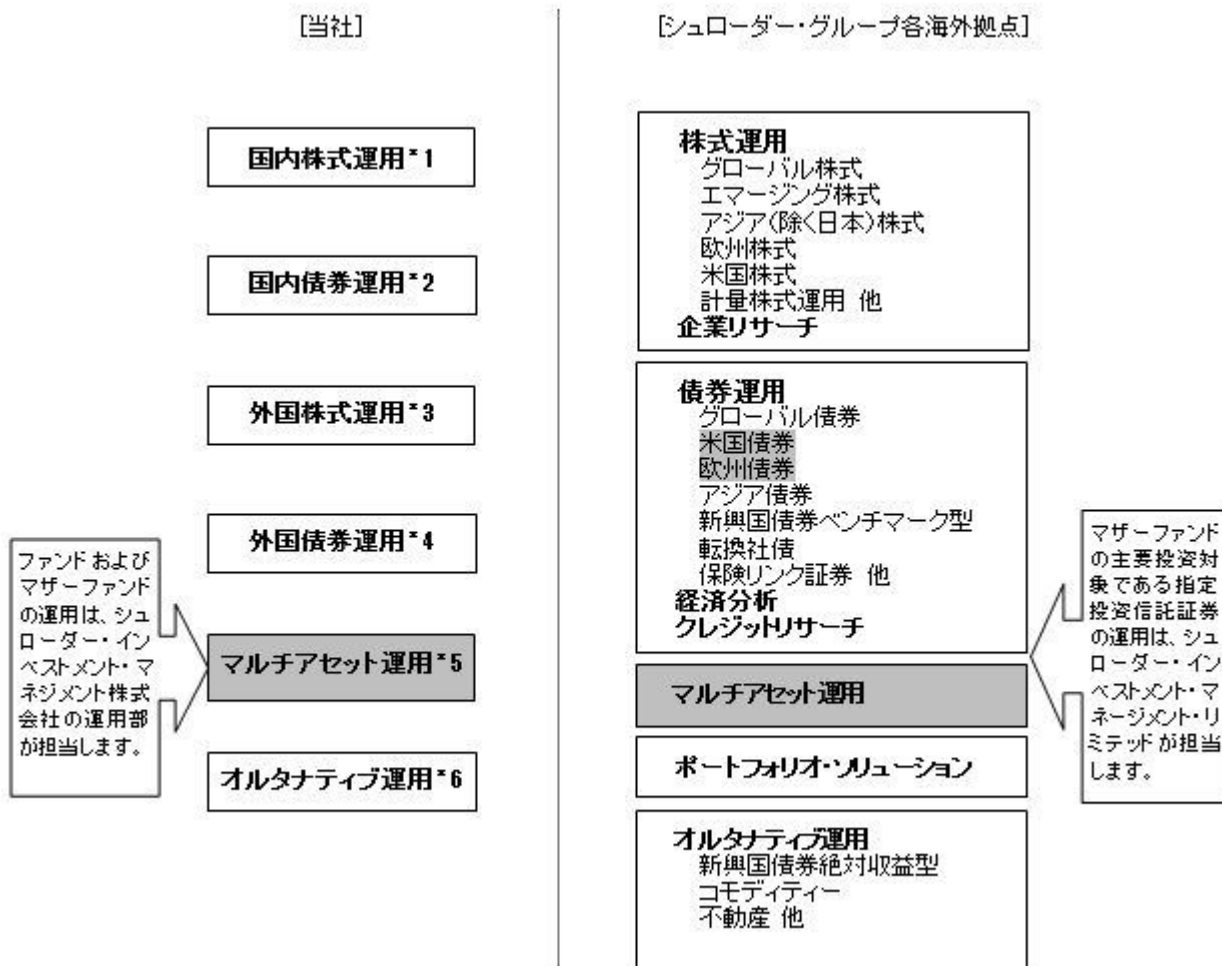 [当社]
[シュローダー・グループ各海外拠点]
国内株式運用*1
国内債券運用*2
外国株式運用*3
外国債券運用*4
マルチアセット運用*5
オルタナティブ運用*6
ファンドおよび
マザーファンド
の運用は、シュ
ローダー・イン
ベストメント・マ
ネジメント株式
会社の運用部
が担当します。
株式運用
グローバル株式
エマージング株式
アジア(除く日本)株式
欧州株式
米国株式
計量株式運用 他
企業リサーチ
債券運用
グローバル債券
米国債券
欧州債券
アジア債券
新興国債券ベンチマーク型
転換社債
保険リンク証券 他
経済分析
クレジットリサーチ
マルチアセット運用
ポートフォリオ・ソリューション
オルタナティブ運用
新興国債券絶対収益型
コモディティー
不動産 他
マザーファンド
の主要投資対
象である指定
投資信託証券
の運用は、シュ
ローダー・イン
ベストメント・マ
ネージメント・リ
ミテッドが担当
します。